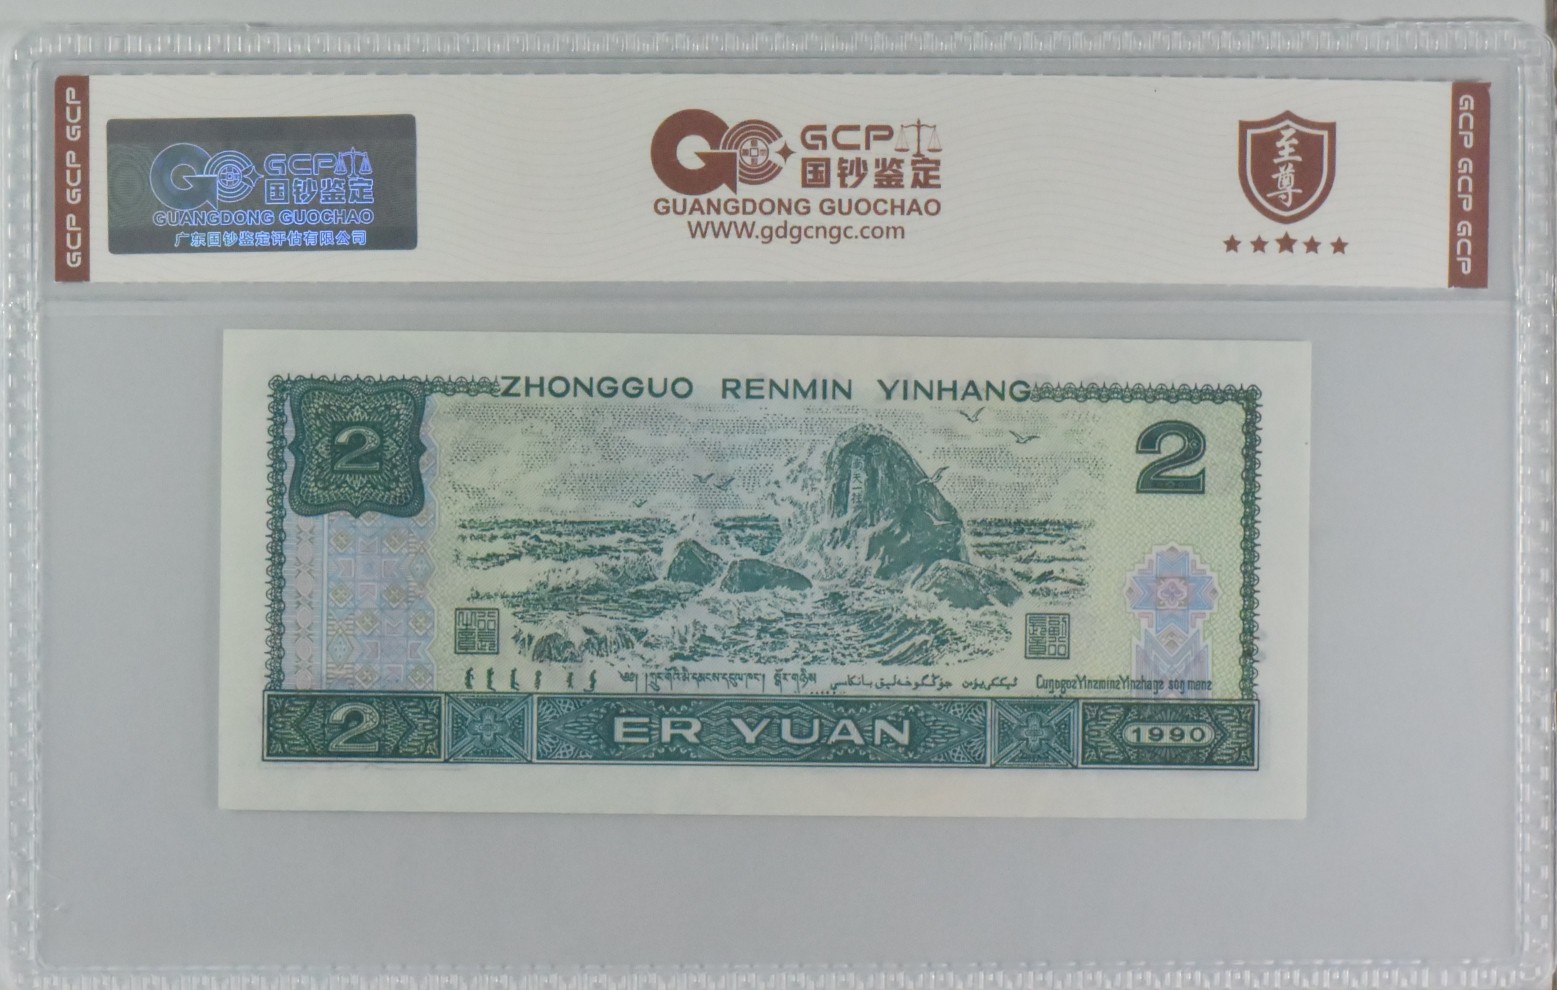 GCP GCP GCP
GCP
国钞鉴定
GUANGDONG GUOCHAO
广东国钞鉴定评估有限公司
GCP
国钞鉴定
GUANGDONG GUOCHAO
WWW.gdgcngc.com
至尊
GCP GCP GCP
ZHONGGUO RENMIN YINHANG
2
2
2
ER YUAN
1990